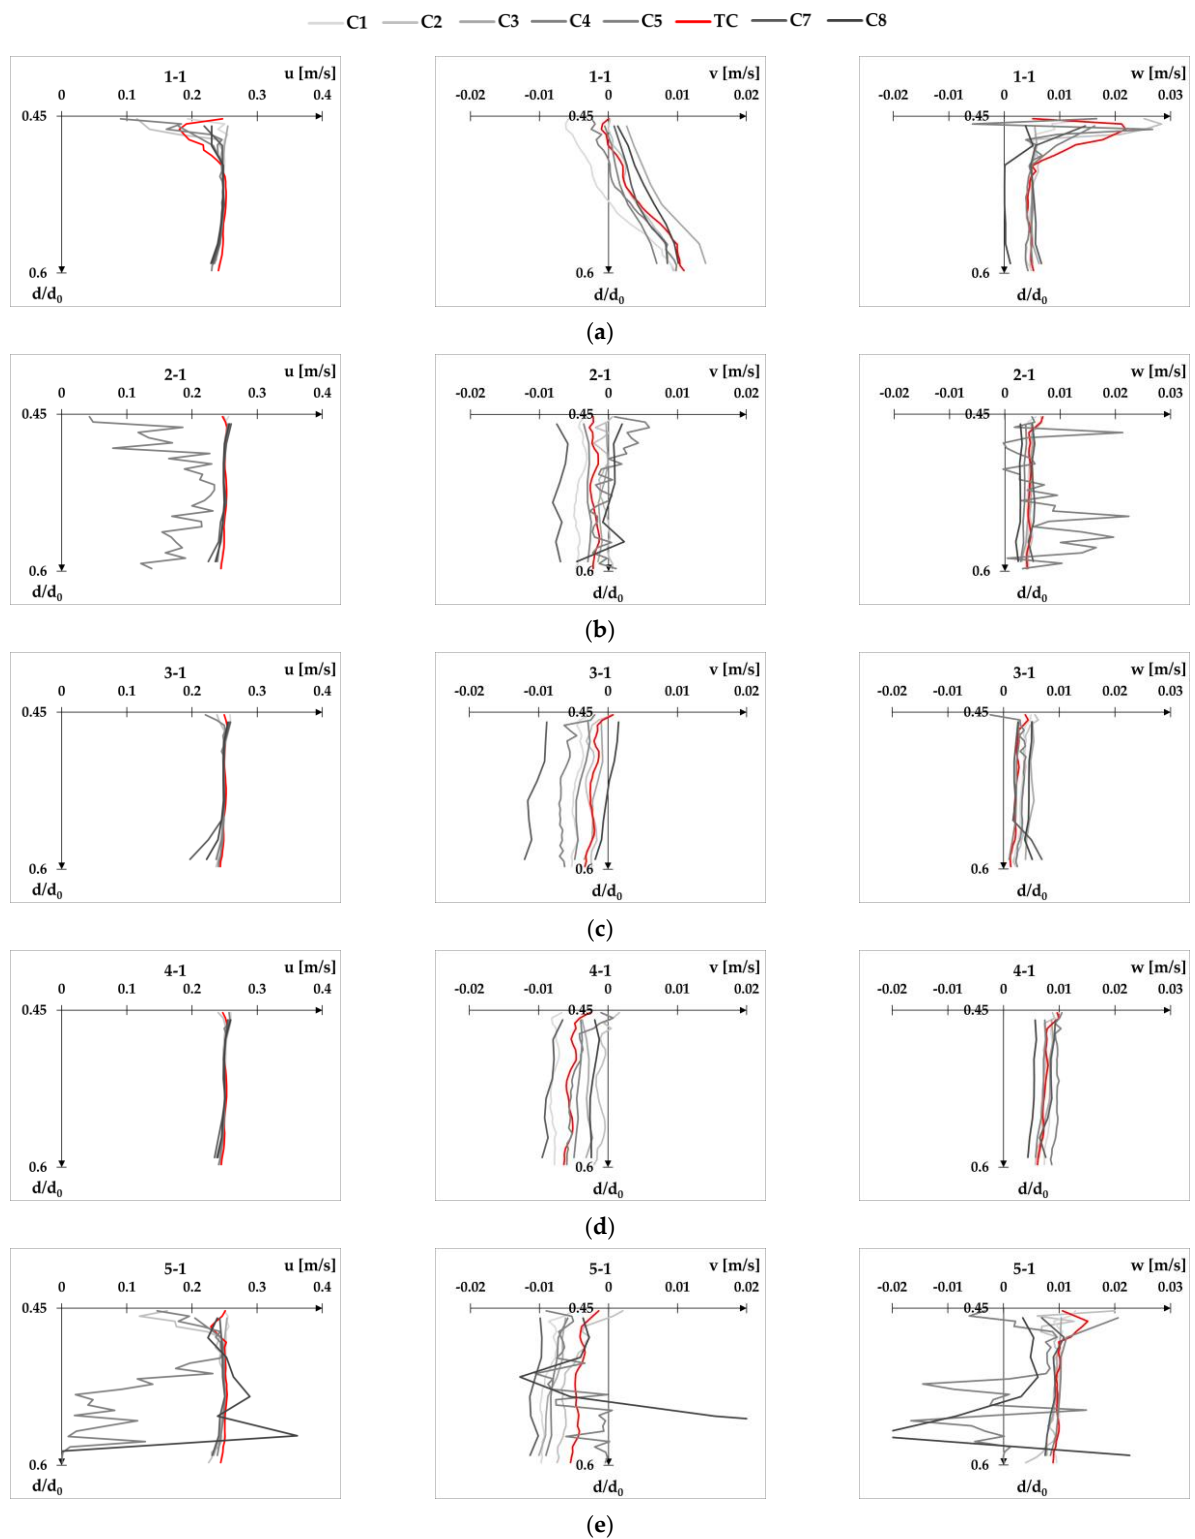 C1 C2 C3 C4 C5 TC C7 C8
1-1 u [m/s]
0 0.1 0.2 0.3 0.4
0.45
0.6
d/d0
1-1 v [m/s]
-0.02 -0.01 0 0.01 0.02
0.45
0.6
d/d0
1-1 w [m/s]
-0.02 -0.01 0 0.01 0.02 0.03
0.45
0.6
d/d0
(a)
2-1 u [m/s]
0 0.1 0.2 0.3 0.4
0.45
0.6
d/d0
2-1 v [m/s]
-0.02 -0.01 0 0.01 0.02
0.45
0.6
d/d0
2-1 w [m/s]
-0.02 -0.01 0 0.01 0.02 0.03
0.45
0.6
d/d0
(b)
3-1 u [m/s]
0 0.1 0.2 0.3 0.4
0.45
0.6
d/d0
3-1 v [m/s]
-0.02 -0.01 0 0.01 0.02
0.45
0.6
d/d0
3-1 w [m/s]
-0.02 -0.01 0 0.01 0.02 0.03
0.45
0.6
d/d0
(c)
4-1 u [m/s]
0 0.1 0.2 0.3 0.4
0.45
0.6
d/d0
4-1 v [m/s]
-0.02 -0.01 0 0.01 0.02
0.45
0.6
d/d0
4-1 w [m/s]
-0.02 -0.01 0 0.01 0.02 0.03
0.45
0.6
d/d0
(d)
5-1 u [m/s]
0 0.1 0.2 0.3 0.4
0.45
0.6
d/d0
5-1 v [m/s]
-0.02 -0.01 0 0.01 0.02
0.45
0.6
d/d0
5-1 w [m/s]
-0.02 -0.01 0 0.01 0.02 0.03
0.45
0.6
d/d0
(e)